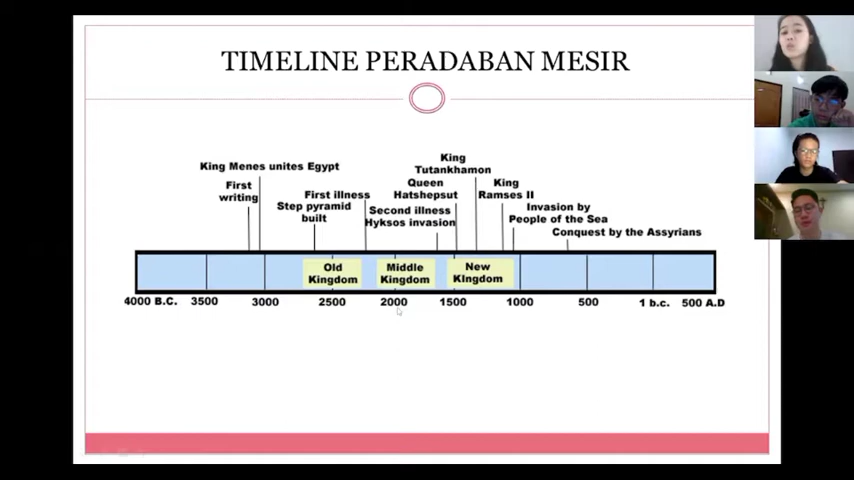 TIMELINE PERADABAN MESIR
King Menes unites Egypt
First
writing
First illness
Step pyramid
built
King
Tutankhamon
Queen
Hatshepsut
Second illness
Hyksos invasion
King
Ramses II
Invasion by
People of the Sea
Conquest by the Assyrians
Old
Kingdom
Middle
Kingdom
New
KIngdom
4000 B.C. 3500 3000 2500 2000 1500 1000 500 1 b.c. 500 A.D